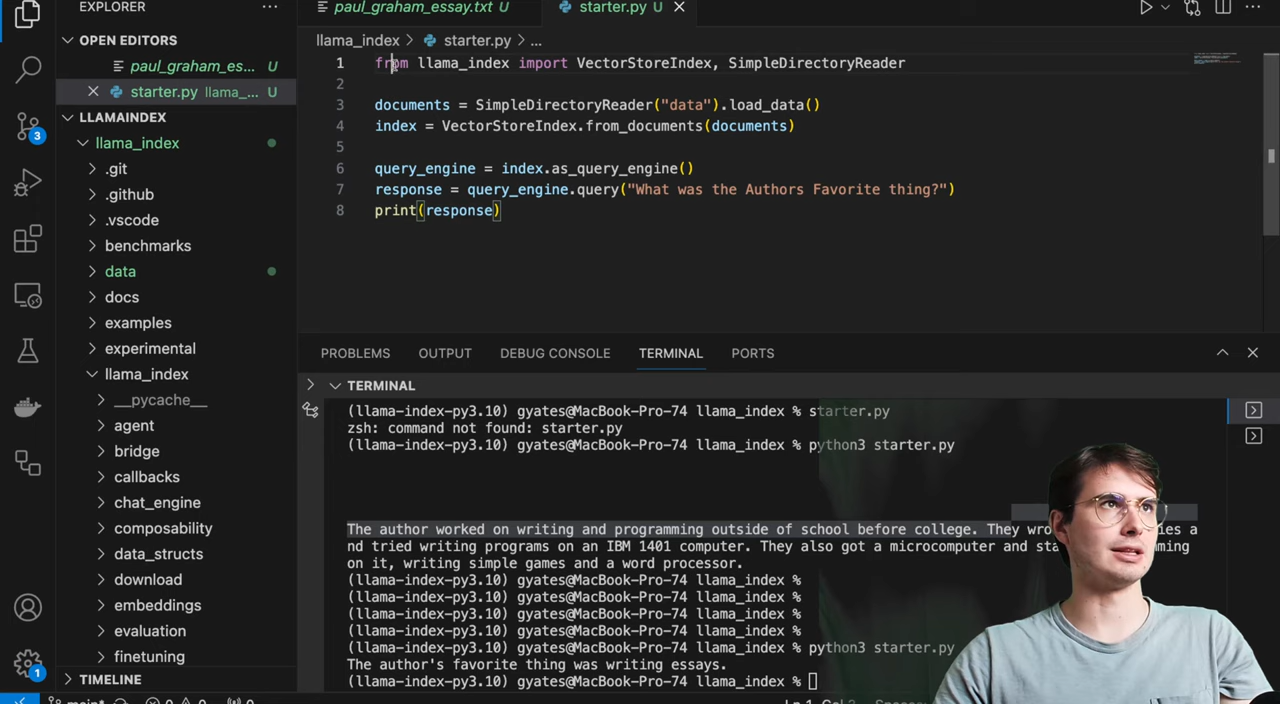 EXPLORER
OPEN EDITORS
paul_graham_es... U
starter.py llama_... U
LLAMAINDEX
llama_index
.git
.github
.vscode
benchmarks
data
docs
examples
experimental
llama_index
__pycache__
agent
bridge
callbacks
chat_engine
composability
data_structs
download
embeddings
evaluation
finetuning
TIMELINE
3
1
paul_graham_essay.txt U
starter.py U
llama_index > starter.py > ...
1 from llama_index import VectorStoreIndex, SimpleDirectoryReader
2
3 documents = SimpleDirectoryReader("data").load_data()
4 index = VectorStoreIndex.from_documents(documents)
5
6 query_engine = index.as_query_engine()
7 response = query_engine.query("What was the Authors Favorite thing?")
8 print(response)
PROBLEMS OUTPUT DEBUG CONSOLE TERMINAL PORTS
TERMINAL
(llama-index-py3.10) gyates@MacBook-Pro-74 llama_index % starter.py
zsh: command not found: starter.py
(llama-index-py3.10) gyates@MacBook-Pro-74 llama_index % python3 starter.py
The author worked on writing and programming outside of school before college. They wro
nd tried writing programs on an IBM 1401 computer. They also got a microcomputer and
on it, writing simple games and a word processor.
(llama-index-py3.10) gyates@MacBook-Pro-74 llama_index %
(llama-index-py3.10) gyates@MacBook-Pro-74 llama_index %
(llama-index-py3.10) gyates@MacBook-Pro-74 llama_index %
(llama-index-py3.10) gyates@MacBook-Pro-74 llama_index %
(llama-index-py3.10) gyates@MacBook-Pro-74 llama_index % python3 starter.py
The author's favorite thing was writing essays.
(llama-index-py3.10) gyates@MacBook-Pro-74 llama_index %